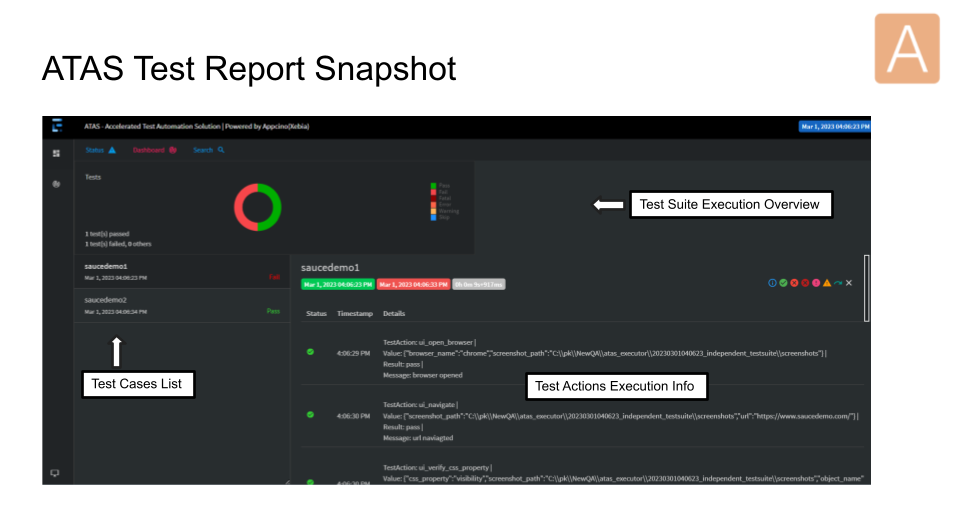 A
ATAS Test Report Snapshot
ATAS - Accelerated Test Automation Solution | Powered by Appcino(Xebia)
Mar 1, 2023 04:06:23 PM
Status
Dashboard
Search
Tests
Pass
Fail
Fatal
Error
Warning
Skip
1 test(s) passed
1 test(s) failed, 0 others
Test Suite Execution Overview
saucedemo1
Mar 1, 2023 04:06:23 PM
Fail
saucedemo2
Mar 1, 2023 04:06:34 PM
Pass
Test Cases List
saucedemo1
Mar 1, 2023 04:06:23 PM
Mar 1, 2023 04:06:33 PM
Status Timestamp Details
4:06:29 PM
TestAction: ui_open_browser |
Value: {"browser_name":"chrome","screenshot_path":"C:\\pk\\NewQA\\atas_executor\\20230301040623_independent_testsuite\\screenshots"} |
Result: pass |
Message: browser opened
Test Actions Execution Info
4:06:30 PM
TestAction: ui_navigate |
Value: {"screenshot_path":"C:\\pk\\NewQA\\atas_executor\\20230301040623_independent_testsuite\\screenshots","url":"https://www.saucedemo.com/"} |
Result: pass |
Message: url naviagted
4:06:30 PM
TestAction: ui_verify_css_property |
Value: {"css_property":"visibility","screenshot_path":"C:\\pk\\NewQA\\atas_executor\\20230301040623_independent_testsuite\\screenshots","object_name"